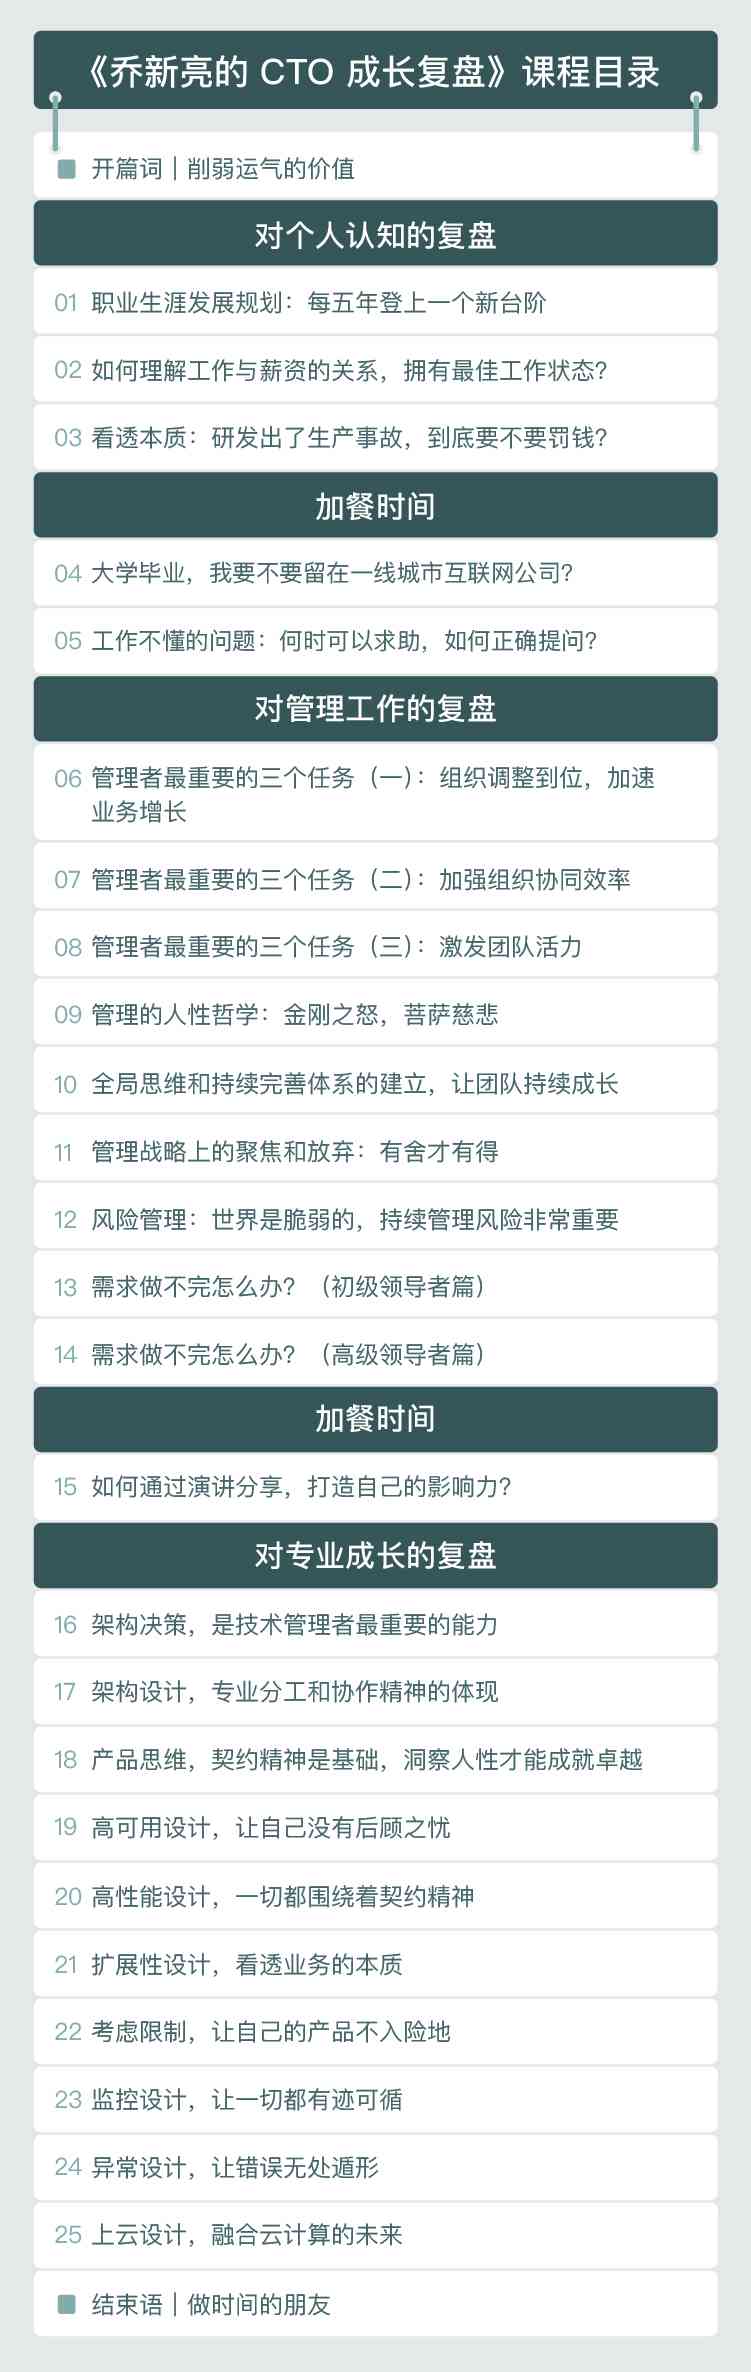 《乔新亮的 CTO 成长复盘》课程目录
开篇词｜削弱运气的价值
对个人认知的复盘
01 职业生涯发展规划：每五年登上一个新台阶
02 如何理解工作与薪资的关系，拥有最佳工作状态？
03 看透本质：研发出了生产事故，到底要不要罚钱？
加餐时间
04 大学毕业，我要不要留在一线城市互联网公司？
05 工作不懂的问题：何时可以求助，如何正确提问？
对管理工作的复盘
06 管理者最重要的三个任务（一）：组织调整到位，加速
业务增长
07 管理者最重要的三个任务（二）：加强组织协同效率
08 管理者最重要的三个任务（三）：激发团队活力
09 管理的人性哲学：金刚之怒，菩萨慈悲
10 全局思维和持续完善体系的建立，让团队持续成长
11 管理战略上的聚焦和放弃：有舍才有得
12 风险管理：世界是脆弱的，持续管理风险非常重要
13 需求做不完怎么办？（初级领导者篇）
14 需求做不完怎么办？（高级领导者篇）
加餐时间
15 如何通过演讲分享，打造自己的影响力？
对专业成长的复盘
16 架构决策，是技术管理者最重要的能力
17 架构设计，专业分工和协作精神的体现
18 产品思维，契约精神是基础，洞察人性才能成就卓越
19 高可用设计，让自己没有后顾之忧
20 高性能设计，一切都围绕着契约精神
21 扩展性设计，看透业务的本质
22 考虑限制，让自己的产品不入险地
23 监控设计，让一切都有迹可循
24 异常设计，让错误无处遁形
25 上云设计，融合云计算的未来
结束语｜做时间的朋友